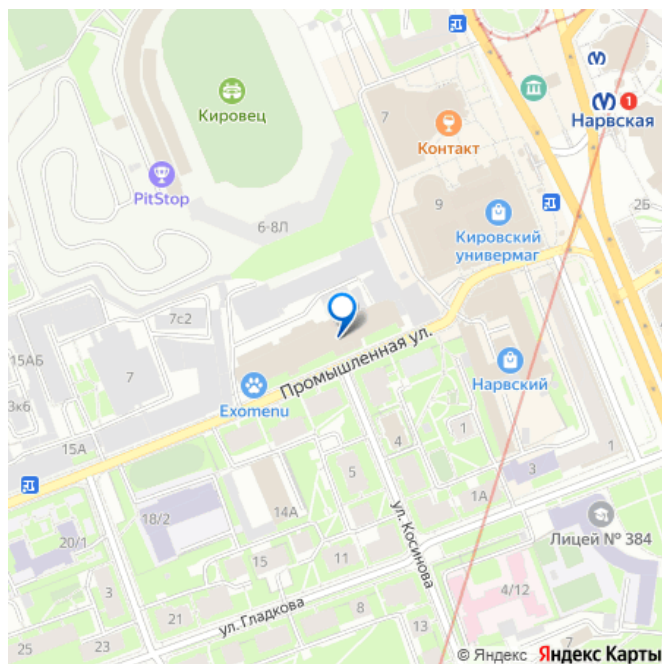 Кировец
7
1
Нарвская
Контакт
PitStop
2Б
9
6-8Л
Кировский
универмаг
7с2
Промышленная ул.
15АБ
7
Нарвский
Exomenu
3к6
15А
4
1
1
5
3
1А
ул. Косинова
14А
18/2
Лицей № 384
20/1
15
11
4/12
3
21
ул. Гладкова
8
7
25
23
© Яндекс Яндекс Карты